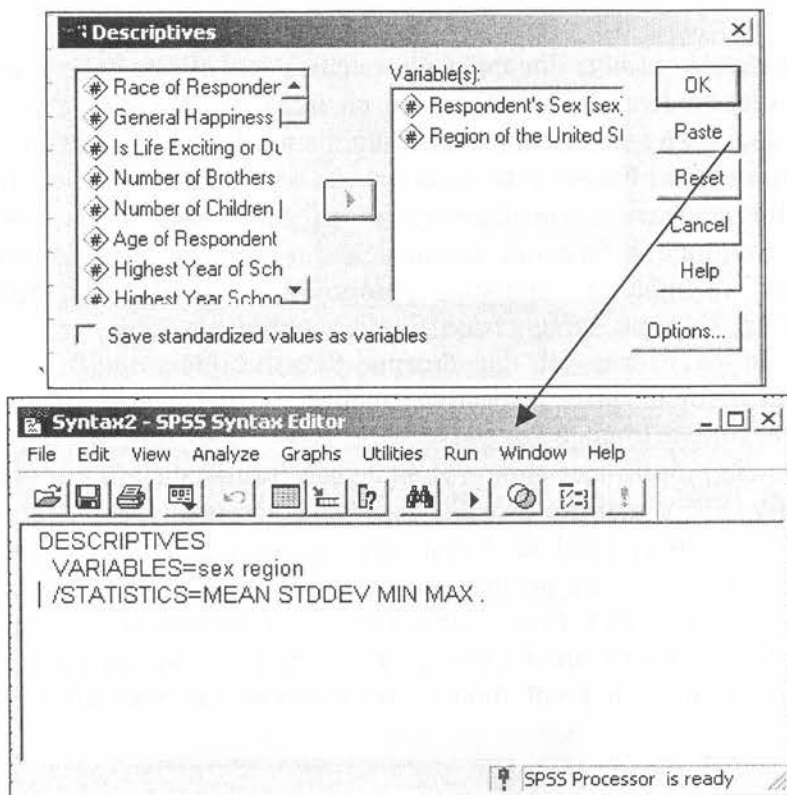 Descriptives
Race of Responder
General Happiness [
Is Life Exciting or Du
Number of Brothers
Number of Children [
Age of Respondent
Highest Year of Sch
Highest Year Schoo
Variable(s):
Respondent's Sex [sex
Region of the United St
OK
Paste
Reset
Cancel
Help
Save standardized values as variables
Options...
Syntax2 - SPSS Syntax Editor
File Edit View Analyze Graphs Utilities Run Window Help
DESCRIPTIVES
VARIABLES=sex region
/STATISTICS=MEAN STDDEV MIN MAX .
SPSS Processor is ready